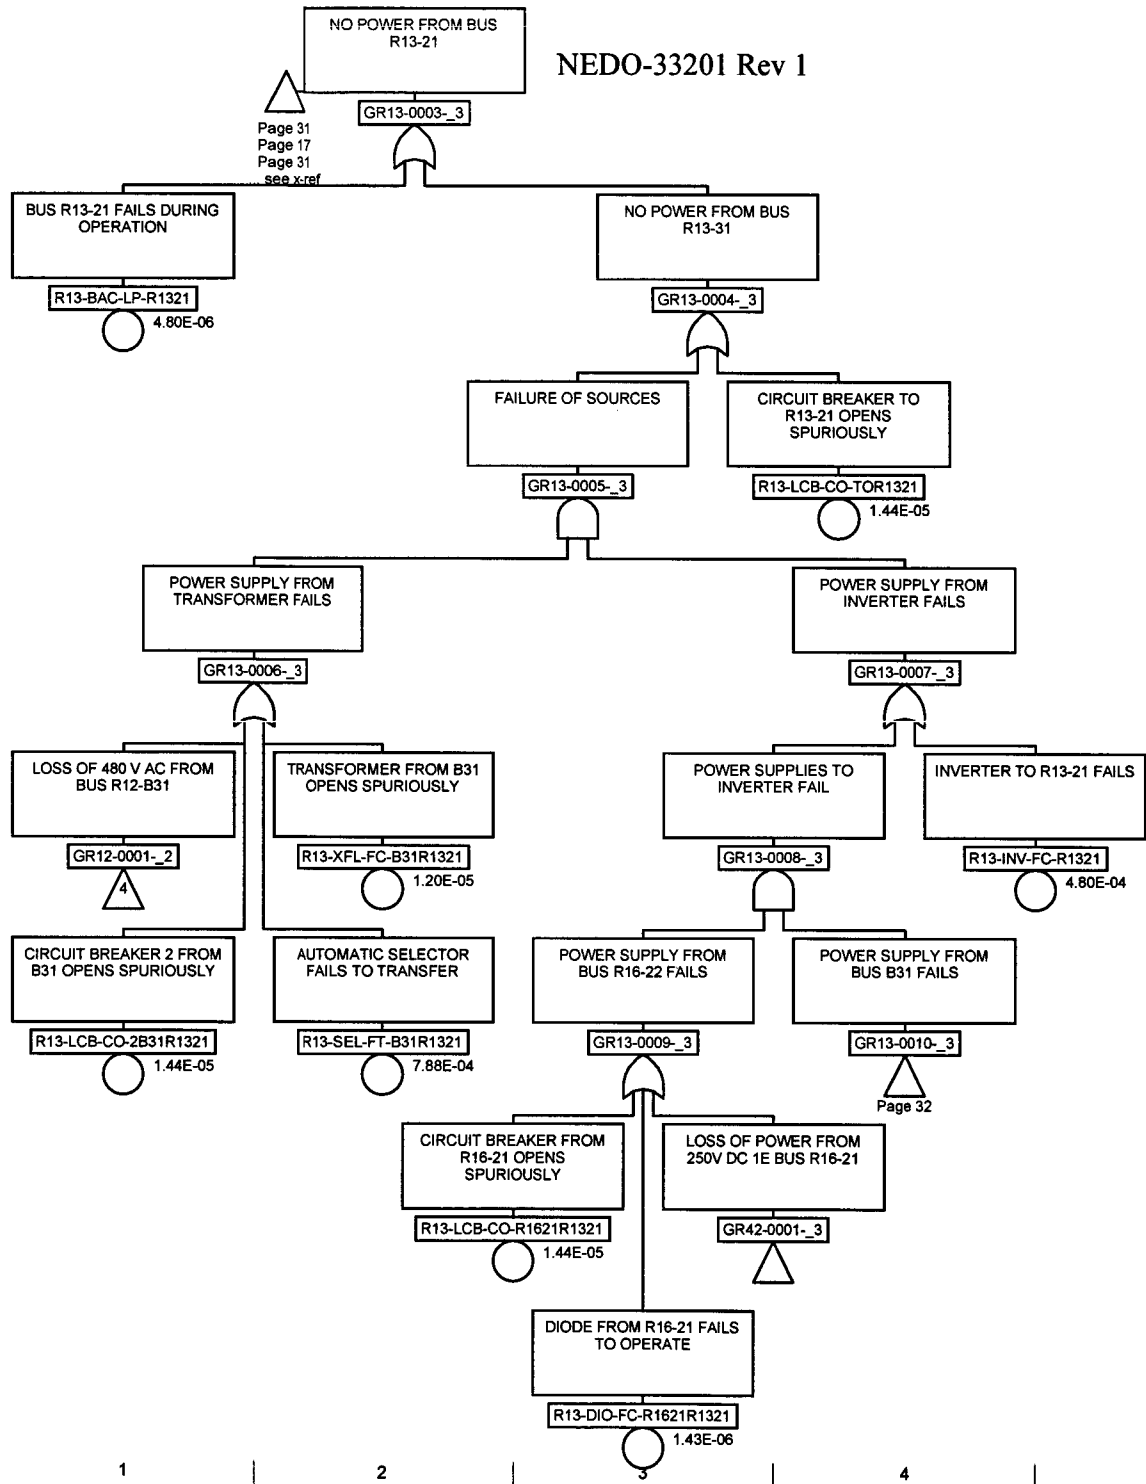 NO POWER FROM BUS
R13-21
NEDO-33201 Rev 1
GR13-0003-_3
Page 31
Page 17
Page 31
see x-ref
BUS R13-21 FAILS DURING
OPERATION
R13-BAC-LP-R1321
4.80E-06
NO POWER FROM BUS
R13-31
GR13-0004-_3
FAILURE OF SOURCES
GR13-0005-_3
CIRCUIT BREAKER TO
R13-21 OPENS
SPURIOUSLY
R13-LCB-CO-TOR1321
1.44E-05
POWER SUPPLY FROM
TRANSFORMER FAILS
GR13-0006-_3
POWER SUPPLY FROM
INVERTER FAILS
GR13-0007-_3
LOSS OF 480 V AC FROM
BUS R12-B31
GR12-0001-_2
4
TRANSFORMER FROM B31
OPENS SPURIOUSLY
R13-XFL-FC-B31R1321
1.20E-05
POWER SUPPLIES TO
INVERTER FAIL
GR13-0008-_3
INVERTER TO R13-21 FAILS
R13-INV-FC-R1321
4.80E-04
CIRCUIT BREAKER 2 FROM
B31 OPENS SPURIOUSLY
R13-LCB-CO-2B31R1321
1.44E-05
AUTOMATIC SELECTOR
FAILS TO TRANSFER
R13-SEL-FT-B31R1321
7.88E-04
POWER SUPPLY FROM
BUS R16-22 FAILS
GR13-0009-_3
POWER SUPPLY FROM
BUS B31 FAILS
GR13-0010-_3
Page 32
CIRCUIT BREAKER FROM
R16-21 OPENS
SPURIOUSLY
R13-LCB-CO-R1621R1321
1.44E-05
LOSS OF POWER FROM
250V DC 1E BUS R16-21
GR42-0001-_3
DIODE FROM R16-21 FAILS
TO OPERATE
R13-DIO-FC-R1621R1321
1.43E-06
1 2 3 4